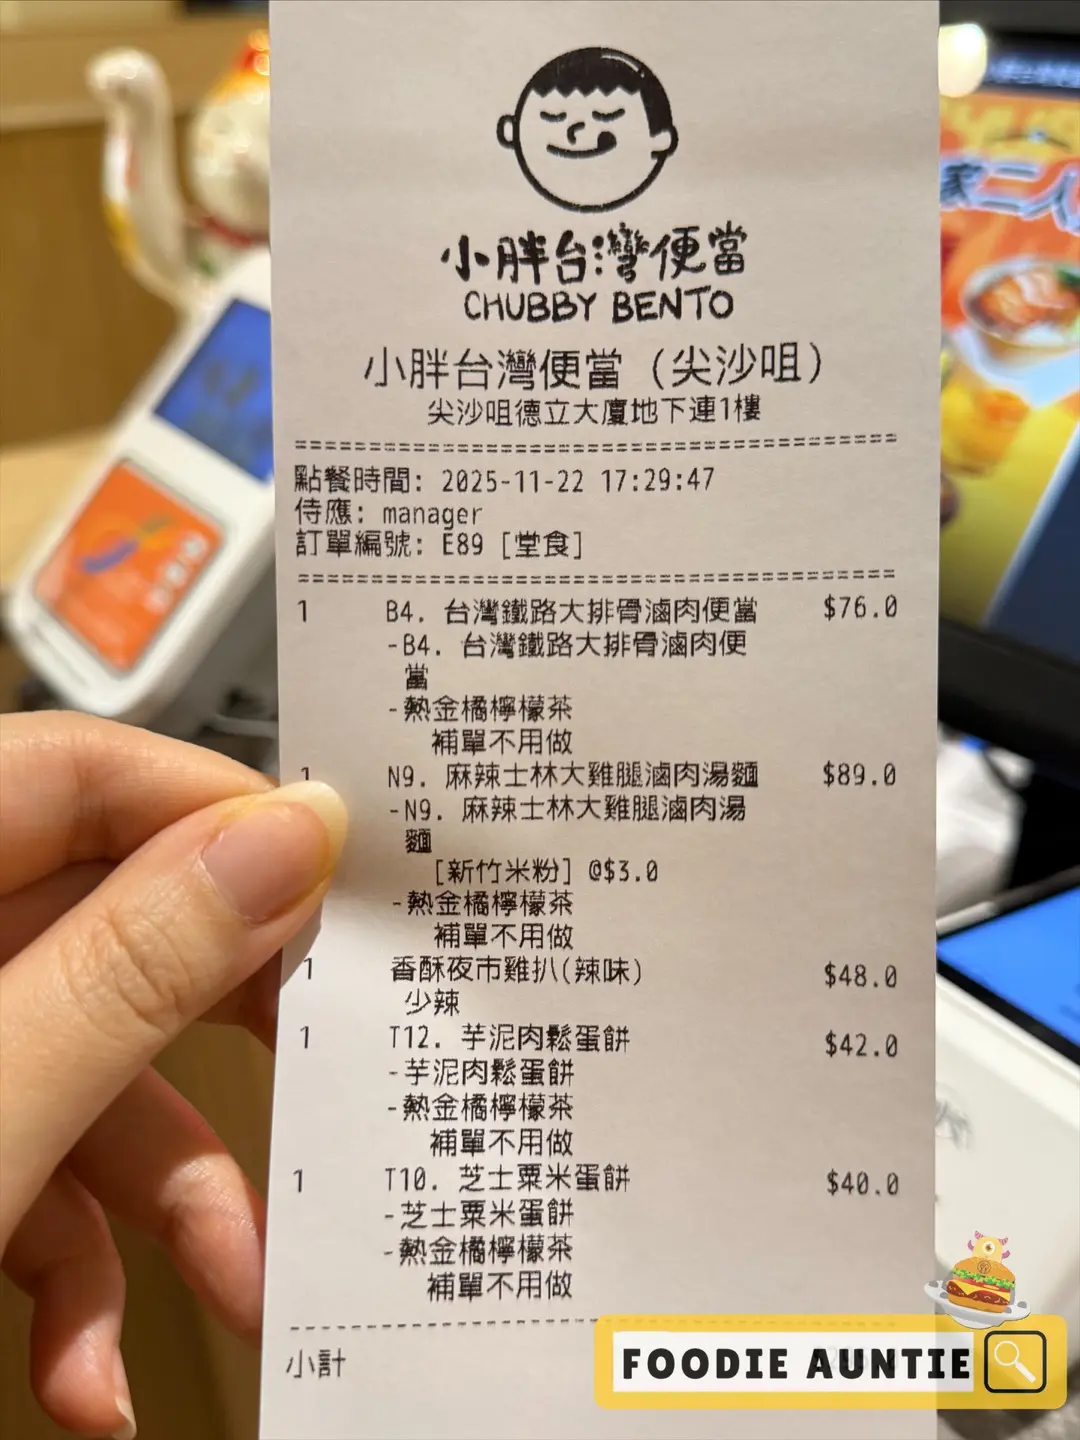 小胖台灣便當
CHUBBY BENTO
小胖台灣便當（尖沙咀）
尖沙咀德立大廈地下連1樓
點餐時間: 2025-11-22 17:29:47
侍應: manager
訂單編號: E89 [堂食]
1 B4. 台灣鐵路大排骨滷肉便當 $76.0
-B4. 台灣鐵路大排骨滷肉便
當
-熱金橘檸檬茶
補單不用做
1 N9. 麻辣士林大雞腿滷肉湯麵 $89.0
-N9. 麻辣士林大雞腿滷肉湯
麵
[新竹米粉] @$3.0
-熱金橘檸檬茶
補單不用做
1 香酥夜市雞扒(辣味) $48.0
少辣
1 T12. 芋泥肉鬆蛋餅 $42.0
-芋泥肉鬆蛋餅
-熱金橘檸檬茶
補單不用做
1 T10. 芝士粟米蛋餅 $40.0
-芝士粟米蛋餅
-熱金橘檸檬茶
補單不用做
小計
FOODIE AUNTIE
家二人